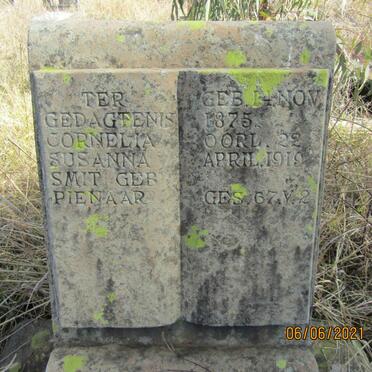 TER
GEDAGTENIS
CORNELIA
SUSANNA
SMIT GEB
PIENAAR
GEB 14 NOV.
1875
OORL. 22
APRIL.1919
GES. 67.V.2
06/06/2021